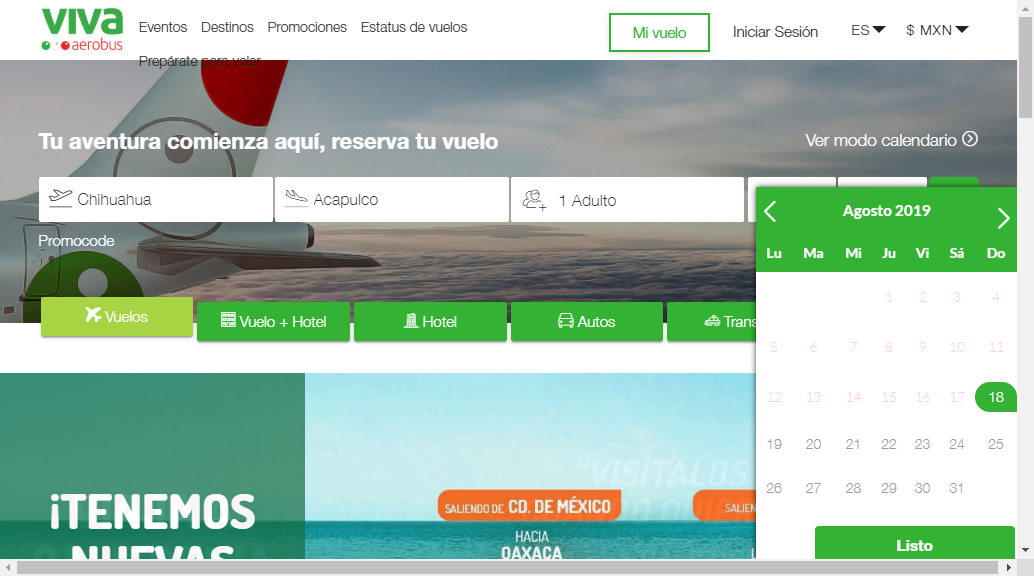 viva
aerobus
Eventos Destinos Promociones Estatus de vuelos
Prepárate para volar
Mi vuelo
Iniciar Sesión
ES
$ MXN
Tu aventura comienza aquí, reserva tu vuelo
Ver modo calendario
Chihuahua
Acapulco
1 Adulto
Promocode
Vuelos
Vuelo + Hotel
Hotel
Autos
Trans
Agosto 2019
Lu Ma Mi Ju Vi Sá Do
1 2 3 4
5 6 7 8 9 10 11
12 13 14 15 16 17 18
19 20 21 22 23 24 25
26 27 28 29 30 31
Listo
¡TENEMOS
NUEVAS
"VISÍTALOS
SALIENDO DE CD. DE MÉXICO
HACIA
OAXACA
SALIEN